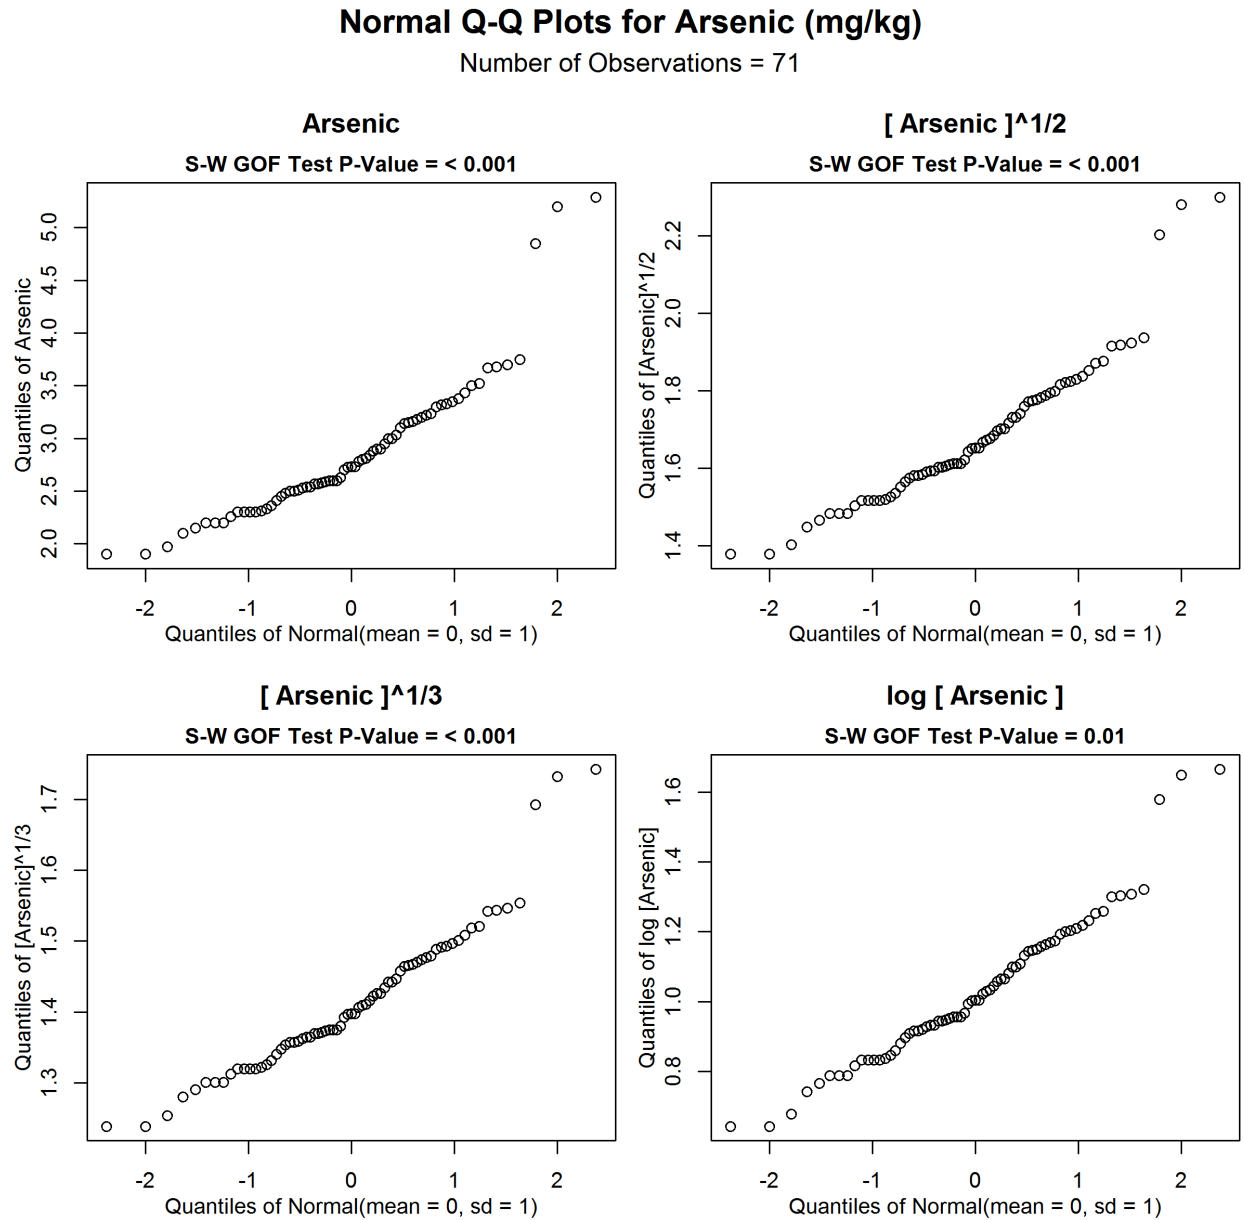 Normal Q-Q Plots for Arsenic (mg/kg)
Number of Observations = 71
Arsenic
S-W GOF Test P-Value = < 0.001
Quantiles of Arsenic
5.0
4.5
4.0
3.5
3.0
2.5
2.0
-2 -1 0 1 2
Quantiles of Normal(mean = 0, sd = 1)
[ Arsenic ]^1/2
S-W GOF Test P-Value = < 0.001
Quantiles of [Arsenic]^1/2
2.2
2.0
1.8
1.6
1.4
-2 -1 0 1 2
Quantiles of Normal(mean = 0, sd = 1)
[ Arsenic ]^1/3
S-W GOF Test P-Value = < 0.001
Quantiles of [Arsenic]^1/3
1.7
1.6
1.5
1.4
1.3
-2 -1 0 1 2
Quantiles of Normal(mean = 0, sd = 1)
log [ Arsenic ]
S-W GOF Test P-Value = 0.01
Quantiles of log [Arsenic]
1.6
1.4
1.2
1.0
0.8
-2 -1 0 1 2
Quantiles of Normal(mean = 0, sd = 1)